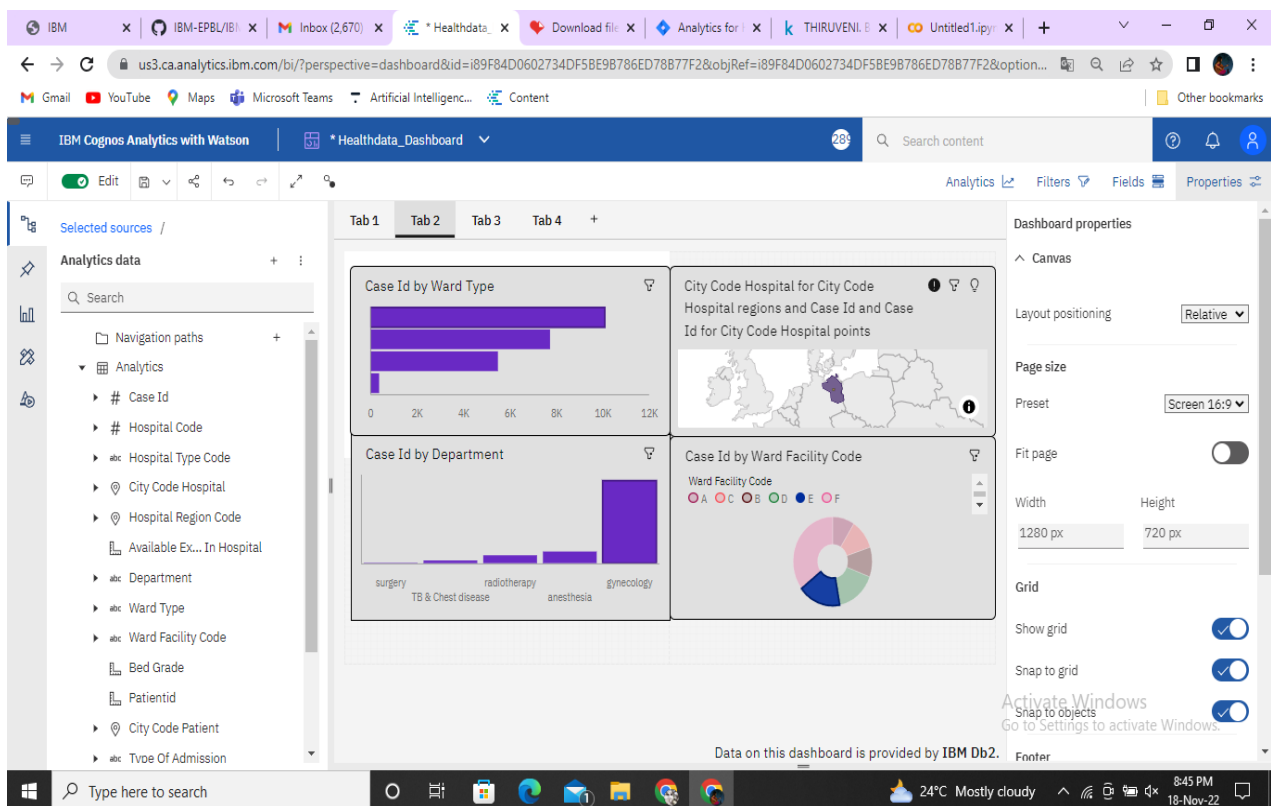 IBM
IBM-EPBL/IBI
Inbox (2,670)
* Healthdata_
Download file
Analytics for
THIRUVENI. B
Untitled1.ipyn
us3.ca.analytics.ibm.com/bi/?perspective=dashboard&id=i89F84D0602734DF5BE9B786ED78B77F2&objRef=i89F84D0602734DF5BE9B786ED78B77F2&option...
Gmail
YouTube
Maps
Microsoft Teams
Artificial Intelligenc...
Content
Other bookmarks
IBM Cognos Analytics with Watson
* Healthdata_Dashboard
289
Search content
Edit
Analytics
Filters
Fields
Properties
Selected sources /
Analytics data
Search
Navigation paths
Analytics
# Case Id
# Hospital Code
abc Hospital Type Code
City Code Hospital
Hospital Region Code
Available Ex... In Hospital
abc Department
abc Ward Type
abc Ward Facility Code
Bed Grade
Patientid
City Code Patient
abc Type Of Admission
Tab 1
Tab 2
Tab 3
Tab 4
+
Case Id by Ward Type
0 2K 4K 6K 8K 10K 12K
City Code Hospital for City Code
Hospital regions and Case Id and Case
Id for City Code Hospital points
Case Id by Department
surgery
TB & Chest disease
radiotherapy
anesthesia
gynecology
Case Id by Ward Facility Code
Ward Facility Code
A C B D E F
Data on this dashboard is provided by IBM Db2.
Dashboard properties
Canvas
Layout positioning
Relative
Page size
Preset
Screen 16:9
Fit page
Width
Height
1280 px
720 px
Grid
Show grid
Snap to grid
Snap to objects
Footer
Activate Windows
Go to Settings to activate Windows.
Type here to search
1
24°C Mostly cloudy
8:45 PM
18-Nov-22